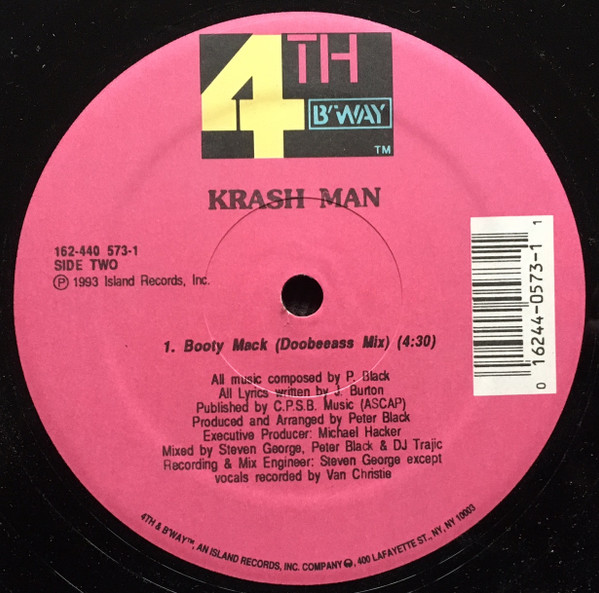 4TH
B'WAY
TM
KRASH MAN
162-440 573-1
SIDE TWO
Ⓟ 1993 Island Records, Inc.
1. Booty Mack (Doobeeass Mix) (4:30)
All music composed by P. Black
All Lyrics written by J. Burton
Published by C.P.S.B. Music (ASCAP)
Produced and Arranged by Peter Black
Executive Producer: Michael Hacker
Mixed by Steven George, Peter Black & DJ Trajic
Recording & Mix Engineer: Steven George except
vocals recorded by Van Christie
0 16244-0573-1 1
4TH & B'WAY™, AN ISLAND RECORDS, INC. COMPANY, 400 LAFAYETTE ST., NY, NY 10003